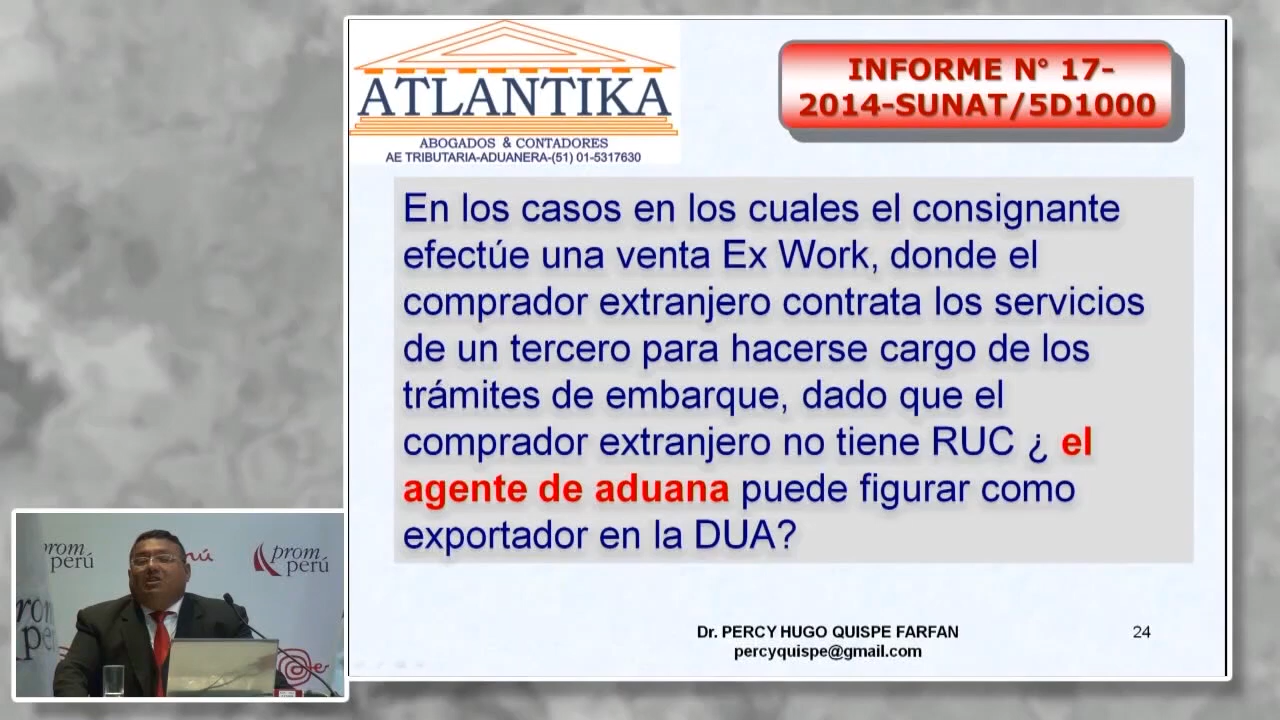 ATLANTIKA
ABOGADOS & CONTADORES
AE TRIBUTARIA-ADUANERA-(51) 01-5317630
INFORME N° 17-
2014-SUNAT/5D1000
En los casos en los cuales el consignante
efectúe una venta Ex Work, donde el
comprador extranjero contrata los servicios
de un tercero para hacerse cargo de los
trámites de embarque, dado que el
comprador extranjero no tiene RUC ¿ el
agente de aduana puede figurar como
exportador en la DUA?
Dr. PERCY HUGO QUISPE FARFAN
percyquispe@gmail.com
24
prom
perú